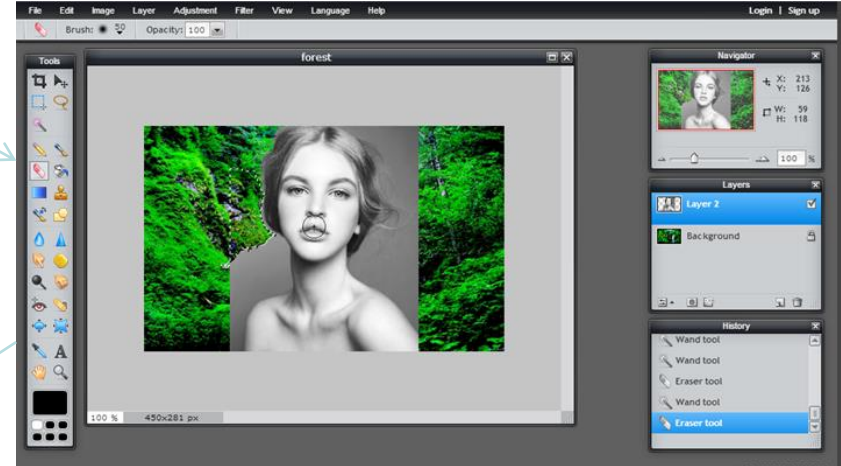 File Edit Image Layer Adjustment Filter View Language Help Login | Sign up
Brush: 50 Opacity: 100
Tools
forest
Navigator
X: 213
Y: 126
W: 59
H: 118
100 %
Layers
Layer 2
Background
History
Wand tool
Wand tool
Eraser tool
Wand tool
Eraser tool
A
100 % 450x281 px